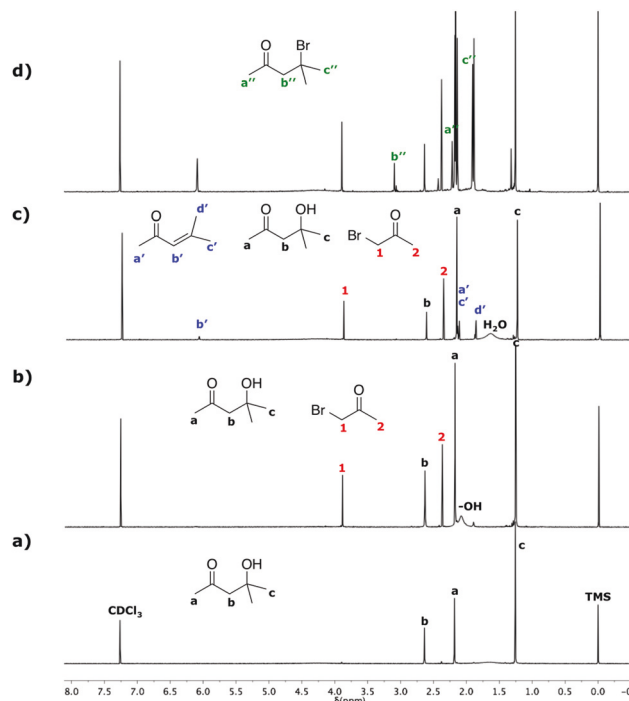 d)
O Br
a′′ b′′ c′′
c′′
a′′
b′′
c)
O d′
a′ b′ c′
O OH
a b c
Br O
1 2
a
c
1
2
b
a′
c′
d′
b′
H₂O
b)
O OH
a b c
Br O
1 2
a
c
1
2
b
-OH
a)
O OH
a b c
c
a
b
CDCl₃
TMS
8.0 7.5 7.0 6.5 6.0 5.5 5.0 4.5 4.0 3.5 3.0 2.5 2.0 1.5 1.0 0.5 0.0 −0.
δ(ppm)